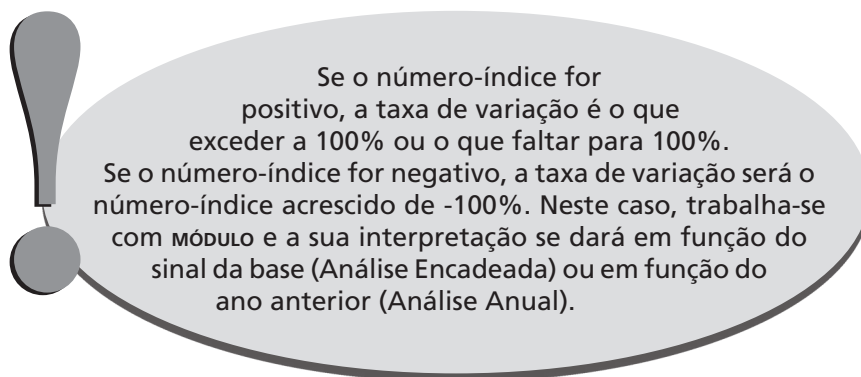 Se o número-índice for
positivo, a taxa de variação é o que
exceder a 100% ou o que faltar para 100%.
Se o número-índice for negativo, a taxa de variação será o
número-índice acrescido de -100%. Neste caso, trabalha-se
com MÓDULO e a sua interpretação se dará em função do
sinal da base (Análise Encadeada) ou em função do
ano anterior (Análise Anual).